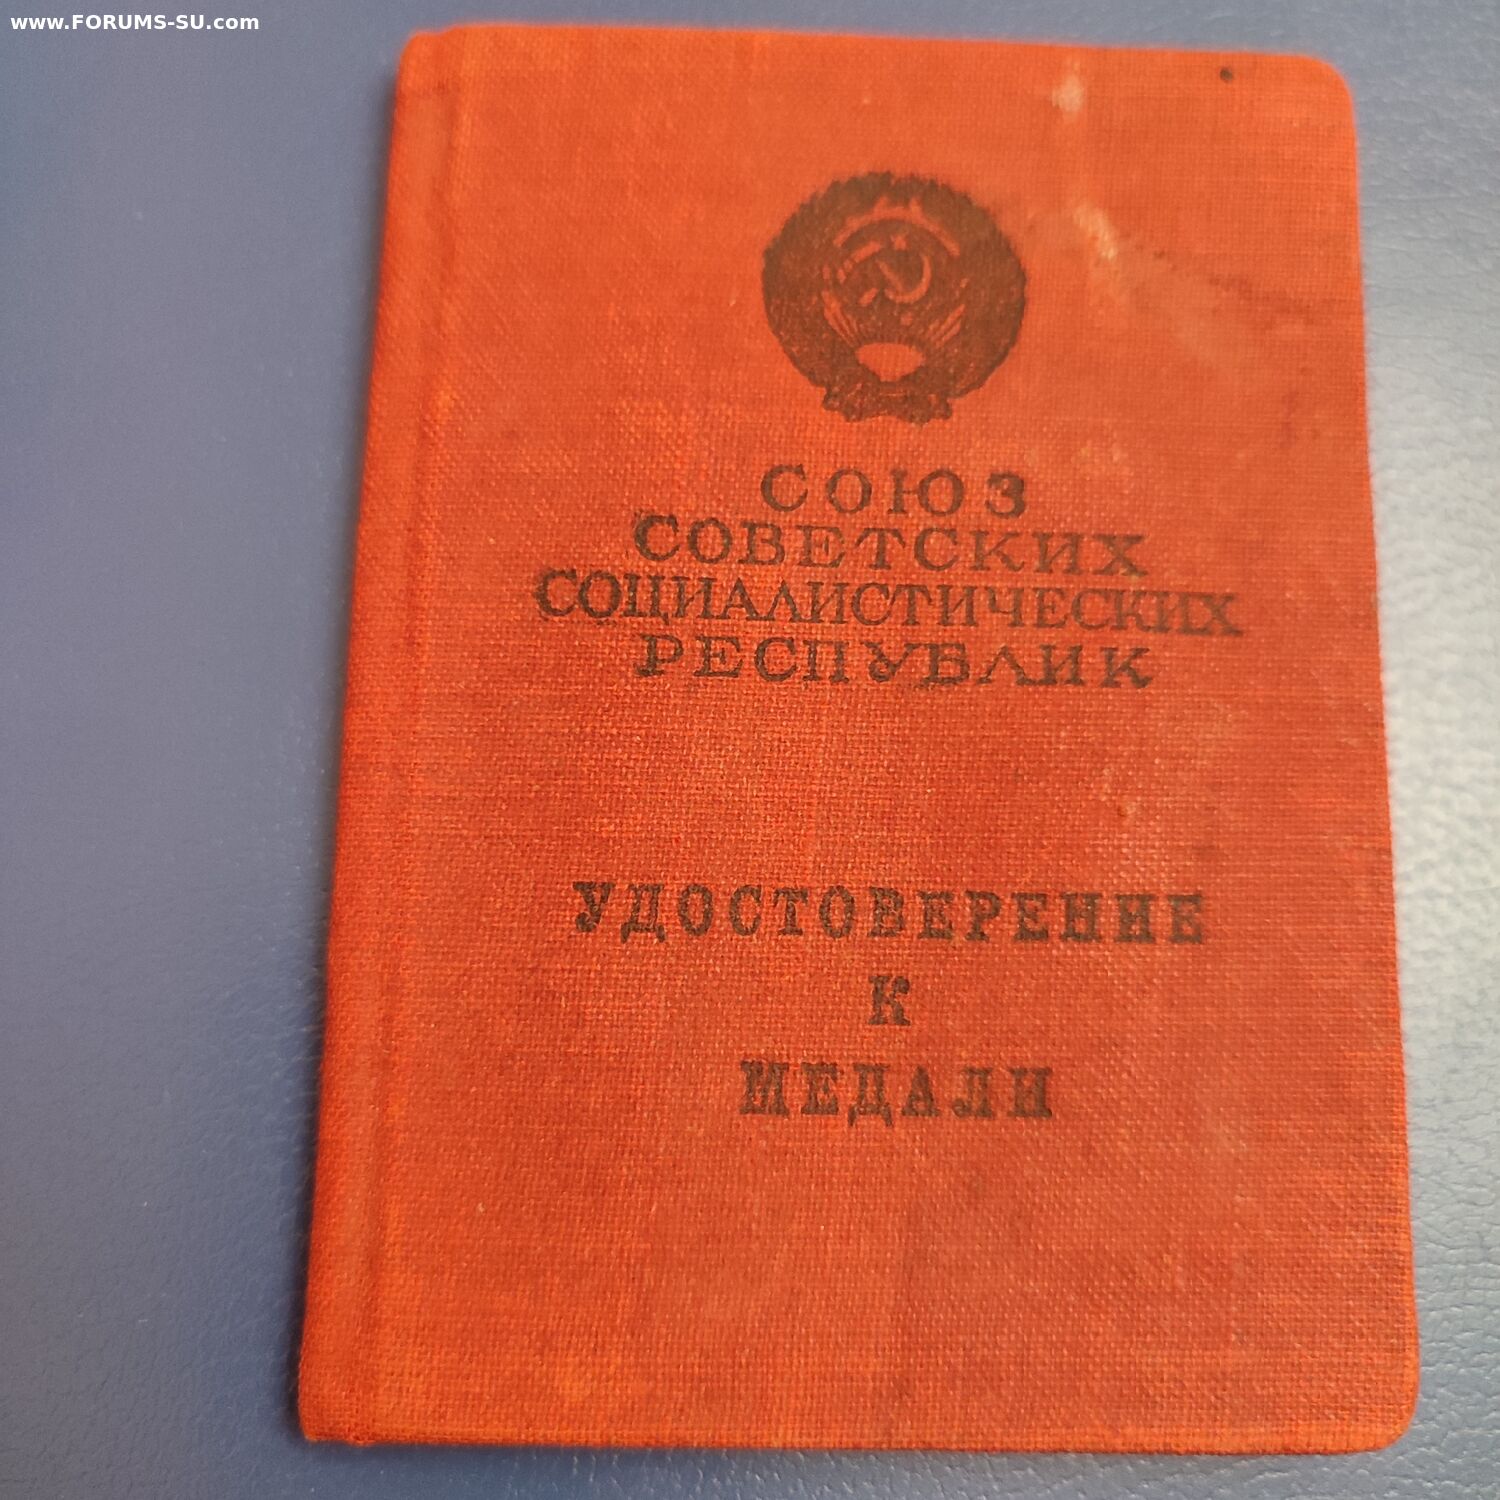 www.FORUMS-SU.com
СОЮЗ
СОВЕТСКИХ
СОЦИАЛИСТИЧЕСКИХ
РЕСПУБЛИК
УДОСТОВЕРЕНИЕ
К
МЕДАЛИ